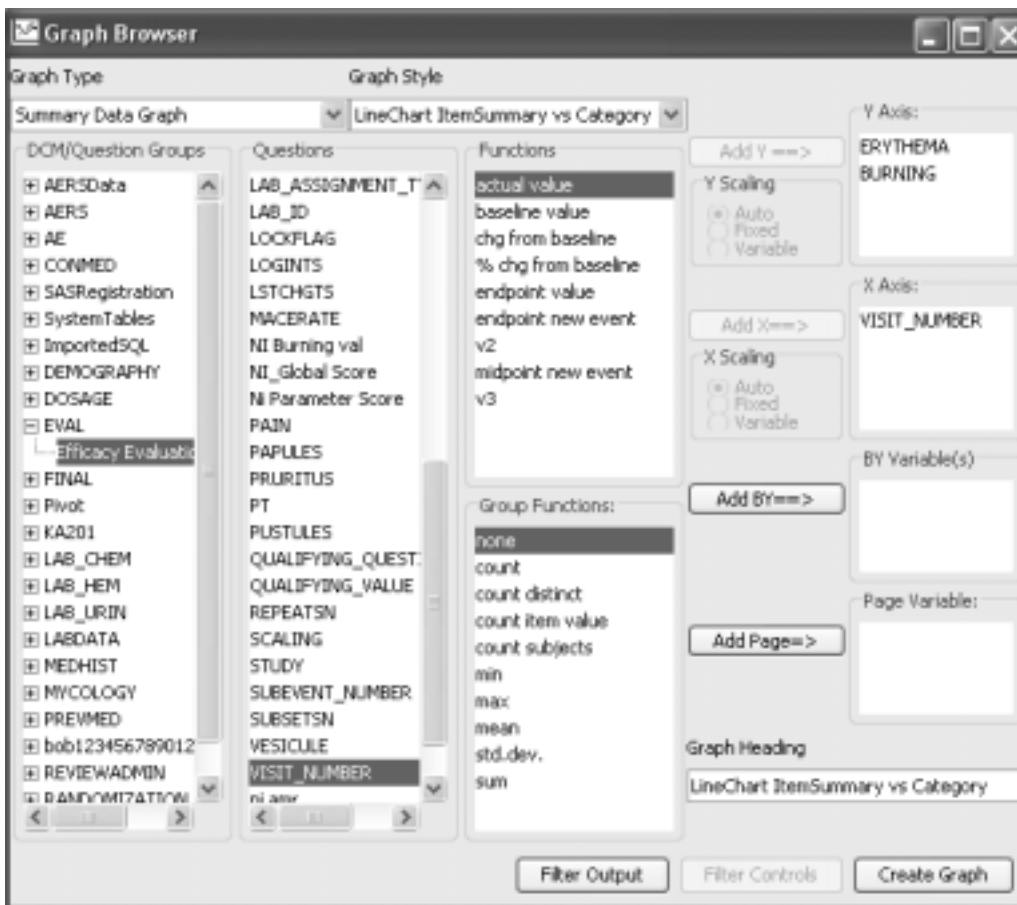 Graph Browser
Graph Type
Graph Style
Summary Data Graph
LineChart ItemSummary vs Category
DCM/Question Groups
AERSData
AERS
AE
CONMED
SASRegistration
SystemTables
ImportedSQL
DEMOGRAPHY
DOSAGE
EVAL
Efficacy Evaluatio
FINAL
Pivot
KA201
LAB_CHEM
LAB_HEM
LAB_URIN
LABDATA
MEDHIST
MYCOLOGY
PREVMED
bob123456789012
REVIEWADMIN
RANDOMIZATION
Questions
LAB_ASSIGNMENT_T
LAB_ID
LOCKFLAG
LOGINTS
LSTCHGTS
MACERATE
NI Burning val
NI_Global Score
Ni Parameter Score
PAIN
PAPULES
PRURITUS
PT
PUSTULES
QUALIFYING_QUEST
QUALIFYING_VALUE
REPEATSN
SCALING
STUDY
SUBEVENT_NUMBER
SUBSETSN
VESICULE
VISIT_NUMBER
Functions
actual value
baseline value
chg from baseline
% chg from baseline
endpoint value
endpoint new event
v2
midpoint new event
v3
Group Functions:
none
count
count distinct
count item value
count subjects
min
max
mean
std.dev.
sum
Add Y ==>
Y Scaling
Auto
Fixed
Variable
Add X==>
X Scaling
Auto
Fixed
Variable
Add BY==>
Add Page=>
Y Axis:
ERYTHEMA
BURNING
X Axis:
VISIT_NUMBER
BY Variable(s)
Page Variable:
Graph Heading
LineChart ItemSummary vs Category
Filter Output
Filter Controls
Create Graph